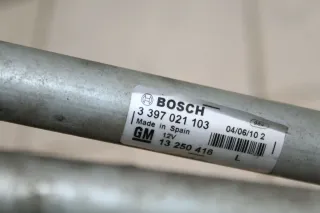 BOSCH
3 397 021 103
Made in Spain
04/06/10 2
GM
12V
13 250 416
L